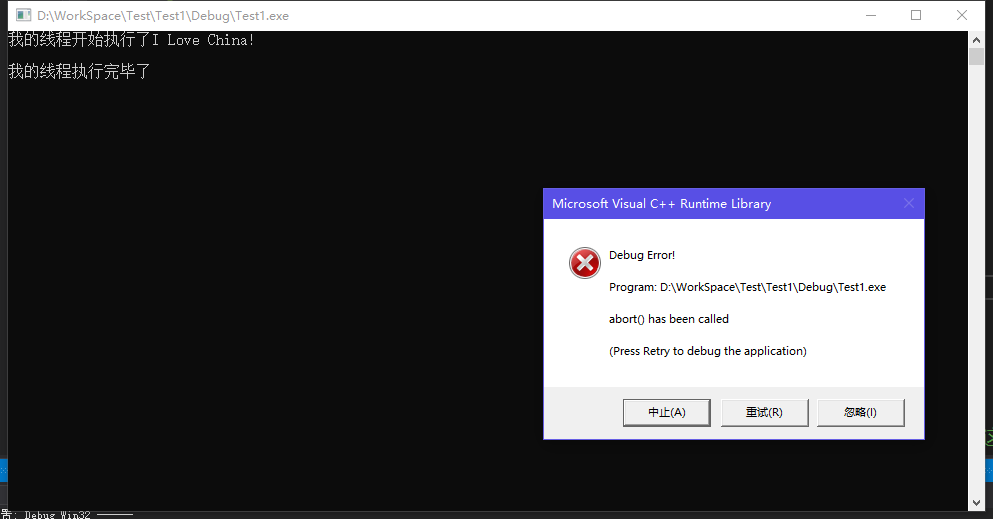 D:\WorkSpace\Test\Test1\Debug\Test1.exe
我的线程开始执行了I Love China!
我的线程执行完毕了
Microsoft Visual C++ Runtime Library
Debug Error!
Program: D:\WorkSpace\Test\Test1\Debug\Test1.exe
abort() has been called
(Press Retry to debug the application)
中止(A)
重试(R)
忽略(I)
: Debug Win32 ------